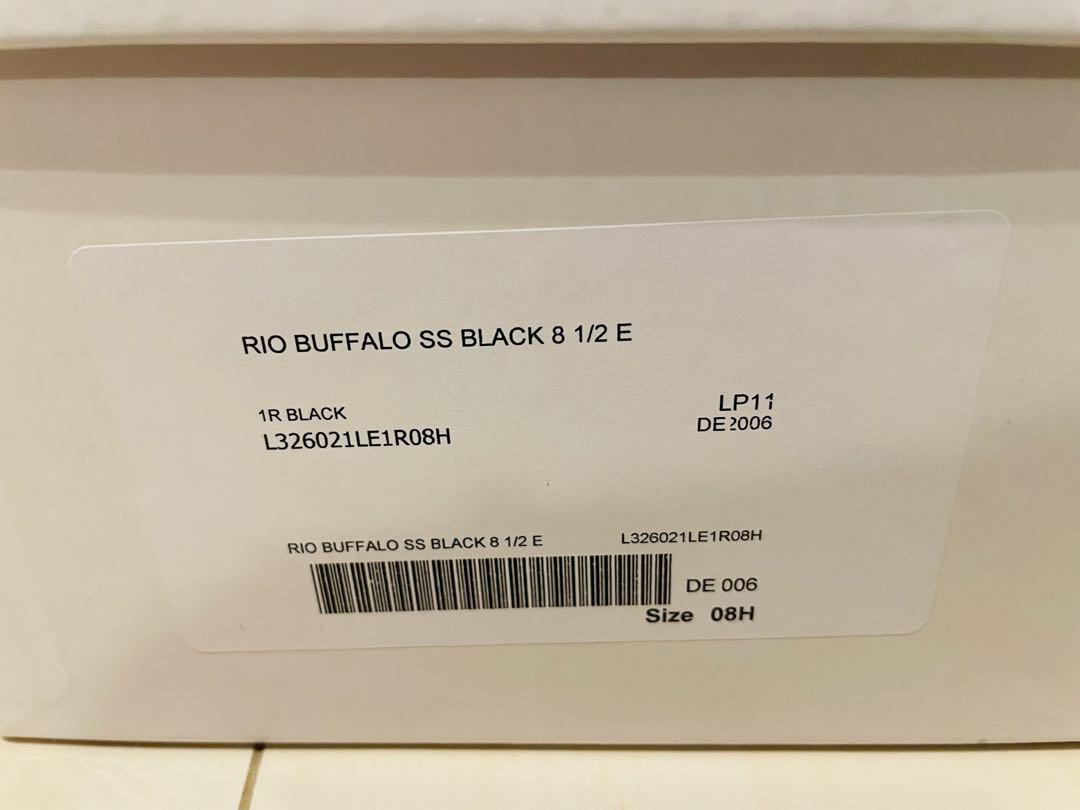 RIO BUFFALO SS BLACK 8 1/2 E
1R BLACK
LP11
L326021LE1R08H
DE2006
RIO BUFFALO SS BLACK 8 1/2 E
L326021LE1R08H
DE 006
Size 08H